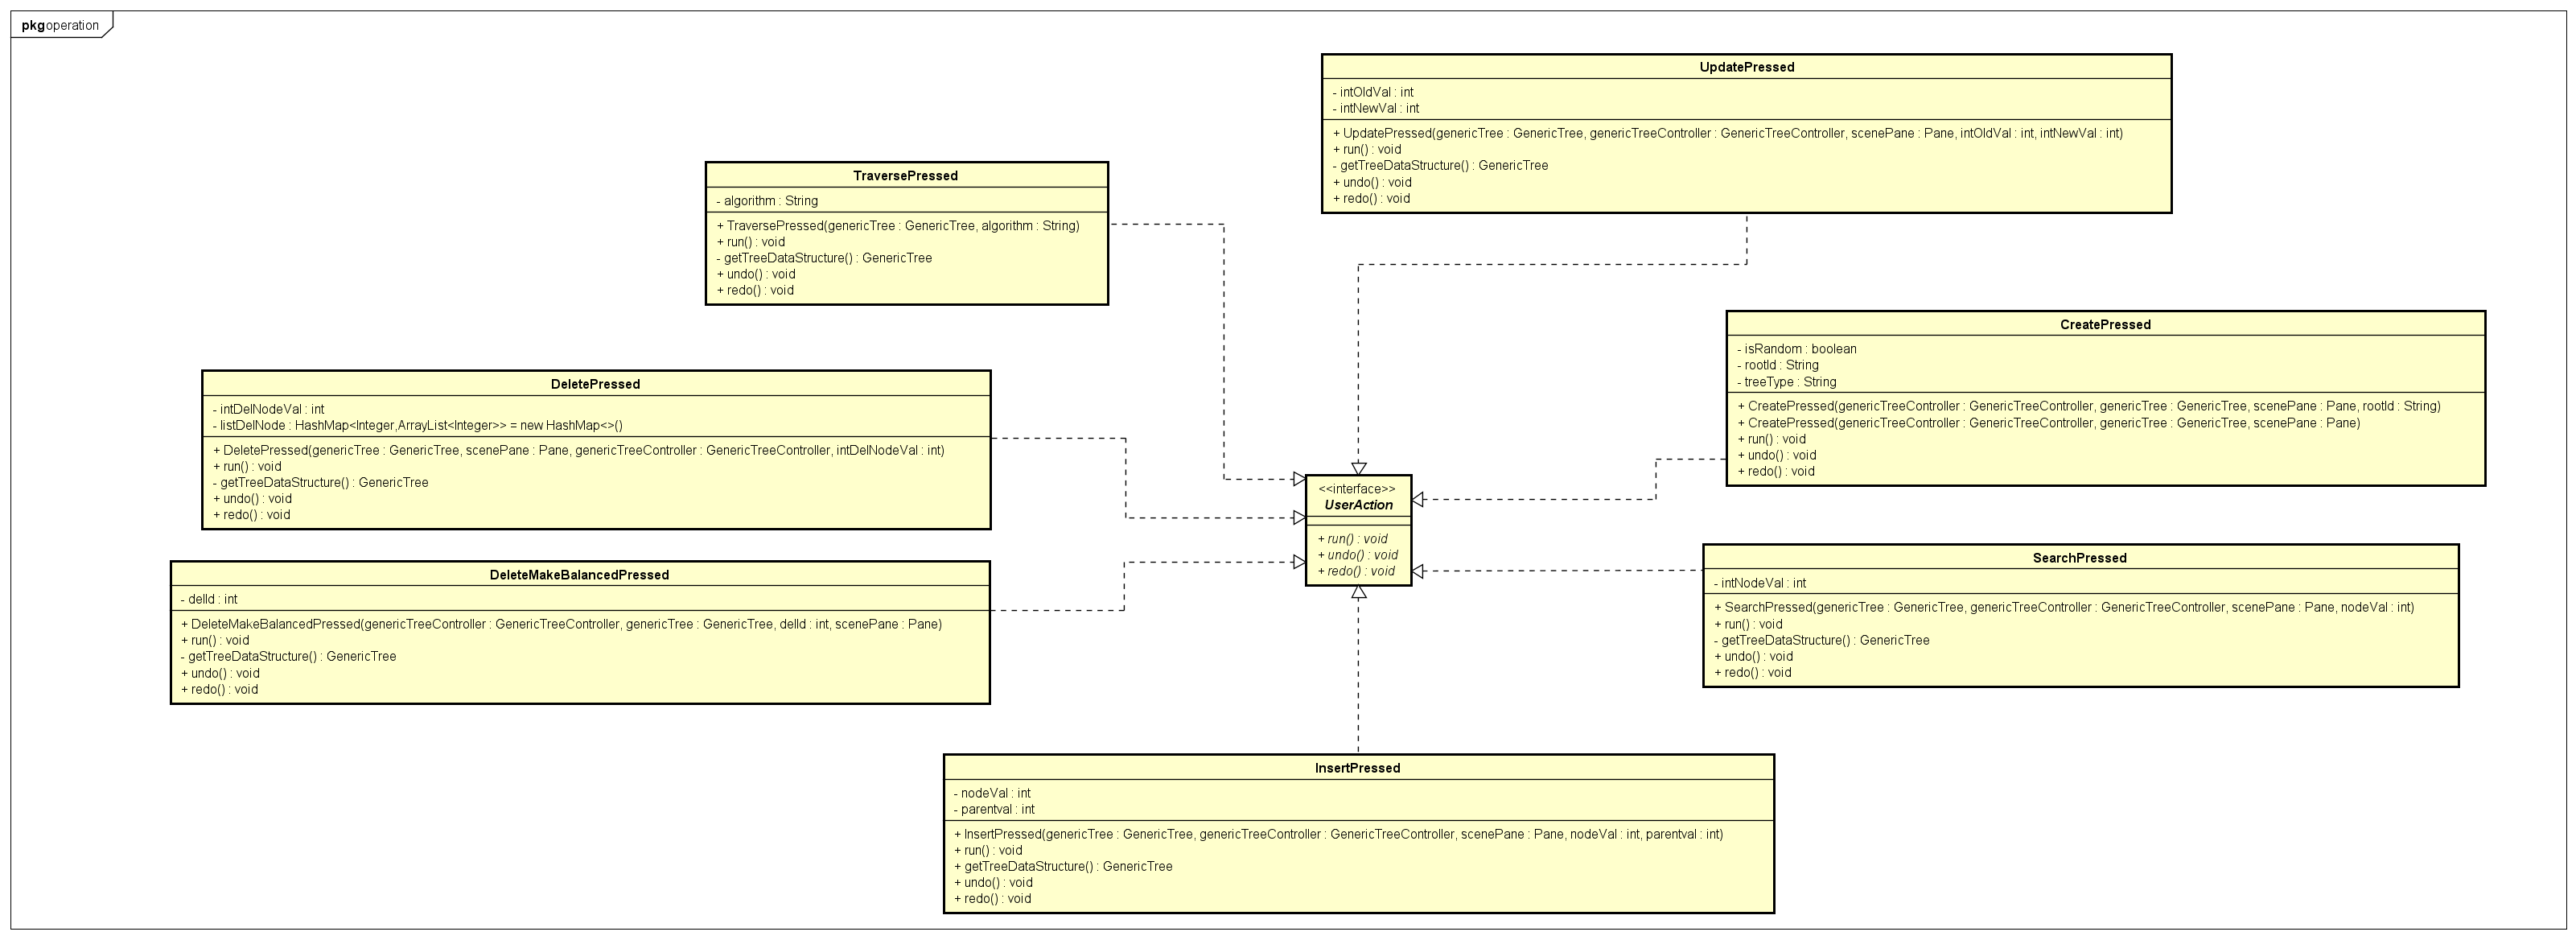 pkg operation
UpdatePressed
- intOldVal : int
- intNewVal : int
+ UpdatePressed(genericTree : GenericTree, genericTreeController : GenericTreeController, scenePane : Pane, intOldVal : int, intNewVal : int)
+ run() : void
- getTreeDataStructure() : GenericTree
+ undo() : void
+ redo() : void
TraversePressed
- algorithm : String
+ TraversePressed(genericTree : GenericTree, algorithm : String)
+ run() : void
- getTreeDataStructure() : GenericTree
+ undo() : void
+ redo() : void
CreatePressed
- isRandom : boolean
- rootId : String
- treeType : String
+ CreatePressed(genericTreeController : GenericTreeController, genericTree : GenericTree, scenePane : Pane, rootId : String)
+ CreatePressed(genericTreeController : GenericTreeController, genericTree : GenericTree, scenePane : Pane)
+ run() : void
+ undo() : void
+ redo() : void
DeletePressed
- intDelNodeVal : int
- listDelNode : HashMap<Integer,ArrayList<Integer>> = new HashMap<>()
+ DeletePressed(genericTree : GenericTree, scenePane : Pane, genericTreeController : GenericTreeController, intDelNodeVal : int)
+ run() : void
- getTreeDataStructure() : GenericTree
+ undo() : void
+ redo() : void
<<interface>>
UserAction
+ run() : void
+ undo() : void
+ redo() : void
DeleteMakeBalancedPressed
- delId : int
+ DeleteMakeBalancedPressed(genericTreeController : GenericTreeController, genericTree : GenericTree, delId : int, scenePane : Pane)
+ run() : void
- getTreeDataStructure() : GenericTree
+ undo() : void
+ redo() : void
SearchPressed
- intNodeVal : int
+ SearchPressed(genericTree : GenericTree, genericTreeController : GenericTreeController, scenePane : Pane, nodeVal : int)
+ run() : void
- getTreeDataStructure() : GenericTree
+ undo() : void
+ redo() : void
InsertPressed
- nodeVal : int
- parentval : int
+ InsertPressed(genericTree : GenericTree, genericTreeController : GenericTreeController, scenePane : Pane, nodeVal : int, parentval : int)
+ run() : void
+ getTreeDataStructure() : GenericTree
+ undo() : void
+ redo() : void